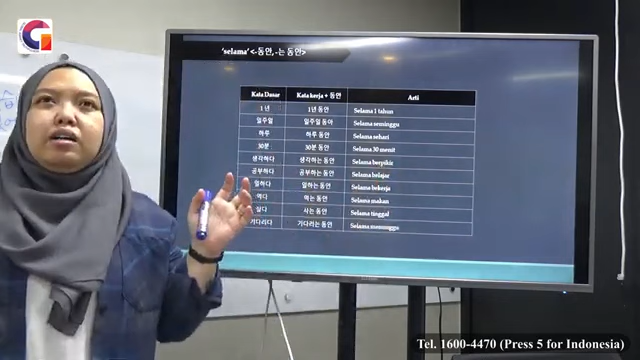 'selama' <-동안, -는 동안>
Kata Dasar Kata kerja + 동안 Arti
1 년 1년 동안 Selama 1 tahun
일주일 일주일 동아 Selama seminggu
하루 하루 동안 Selama sehari
30분 30분 동안 Selama 30 menit
생각하다 생각하는 동안 Selama berpikir
공부하다 공부하는 동안 Selama belajar
일하다 일하는 동안 Selama bekerja
먹다 먹는 동안 Selama makan
살다 사는 동안 Selama tinggal
기다리다 기다리는 동안 Selama menunggu
Tel. 1600-4470 (Press 5 for Indonesia)